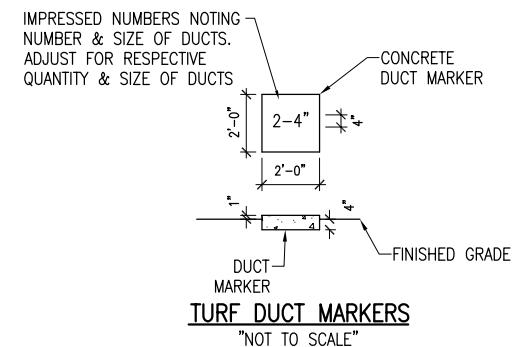 IMPRESSED NUMBERS NOTING
NUMBER & SIZE OF DUCTS.
ADJUST FOR RESPECTIVE
QUANTITY & SIZE OF DUCTS
CONCRETE
DUCT MARKER
2'-0"
2-4"
4"
2'-0"
1"
4"
FINISHED GRADE
DUCT
MARKER
TURF DUCT MARKERS
"NOT TO SCALE"